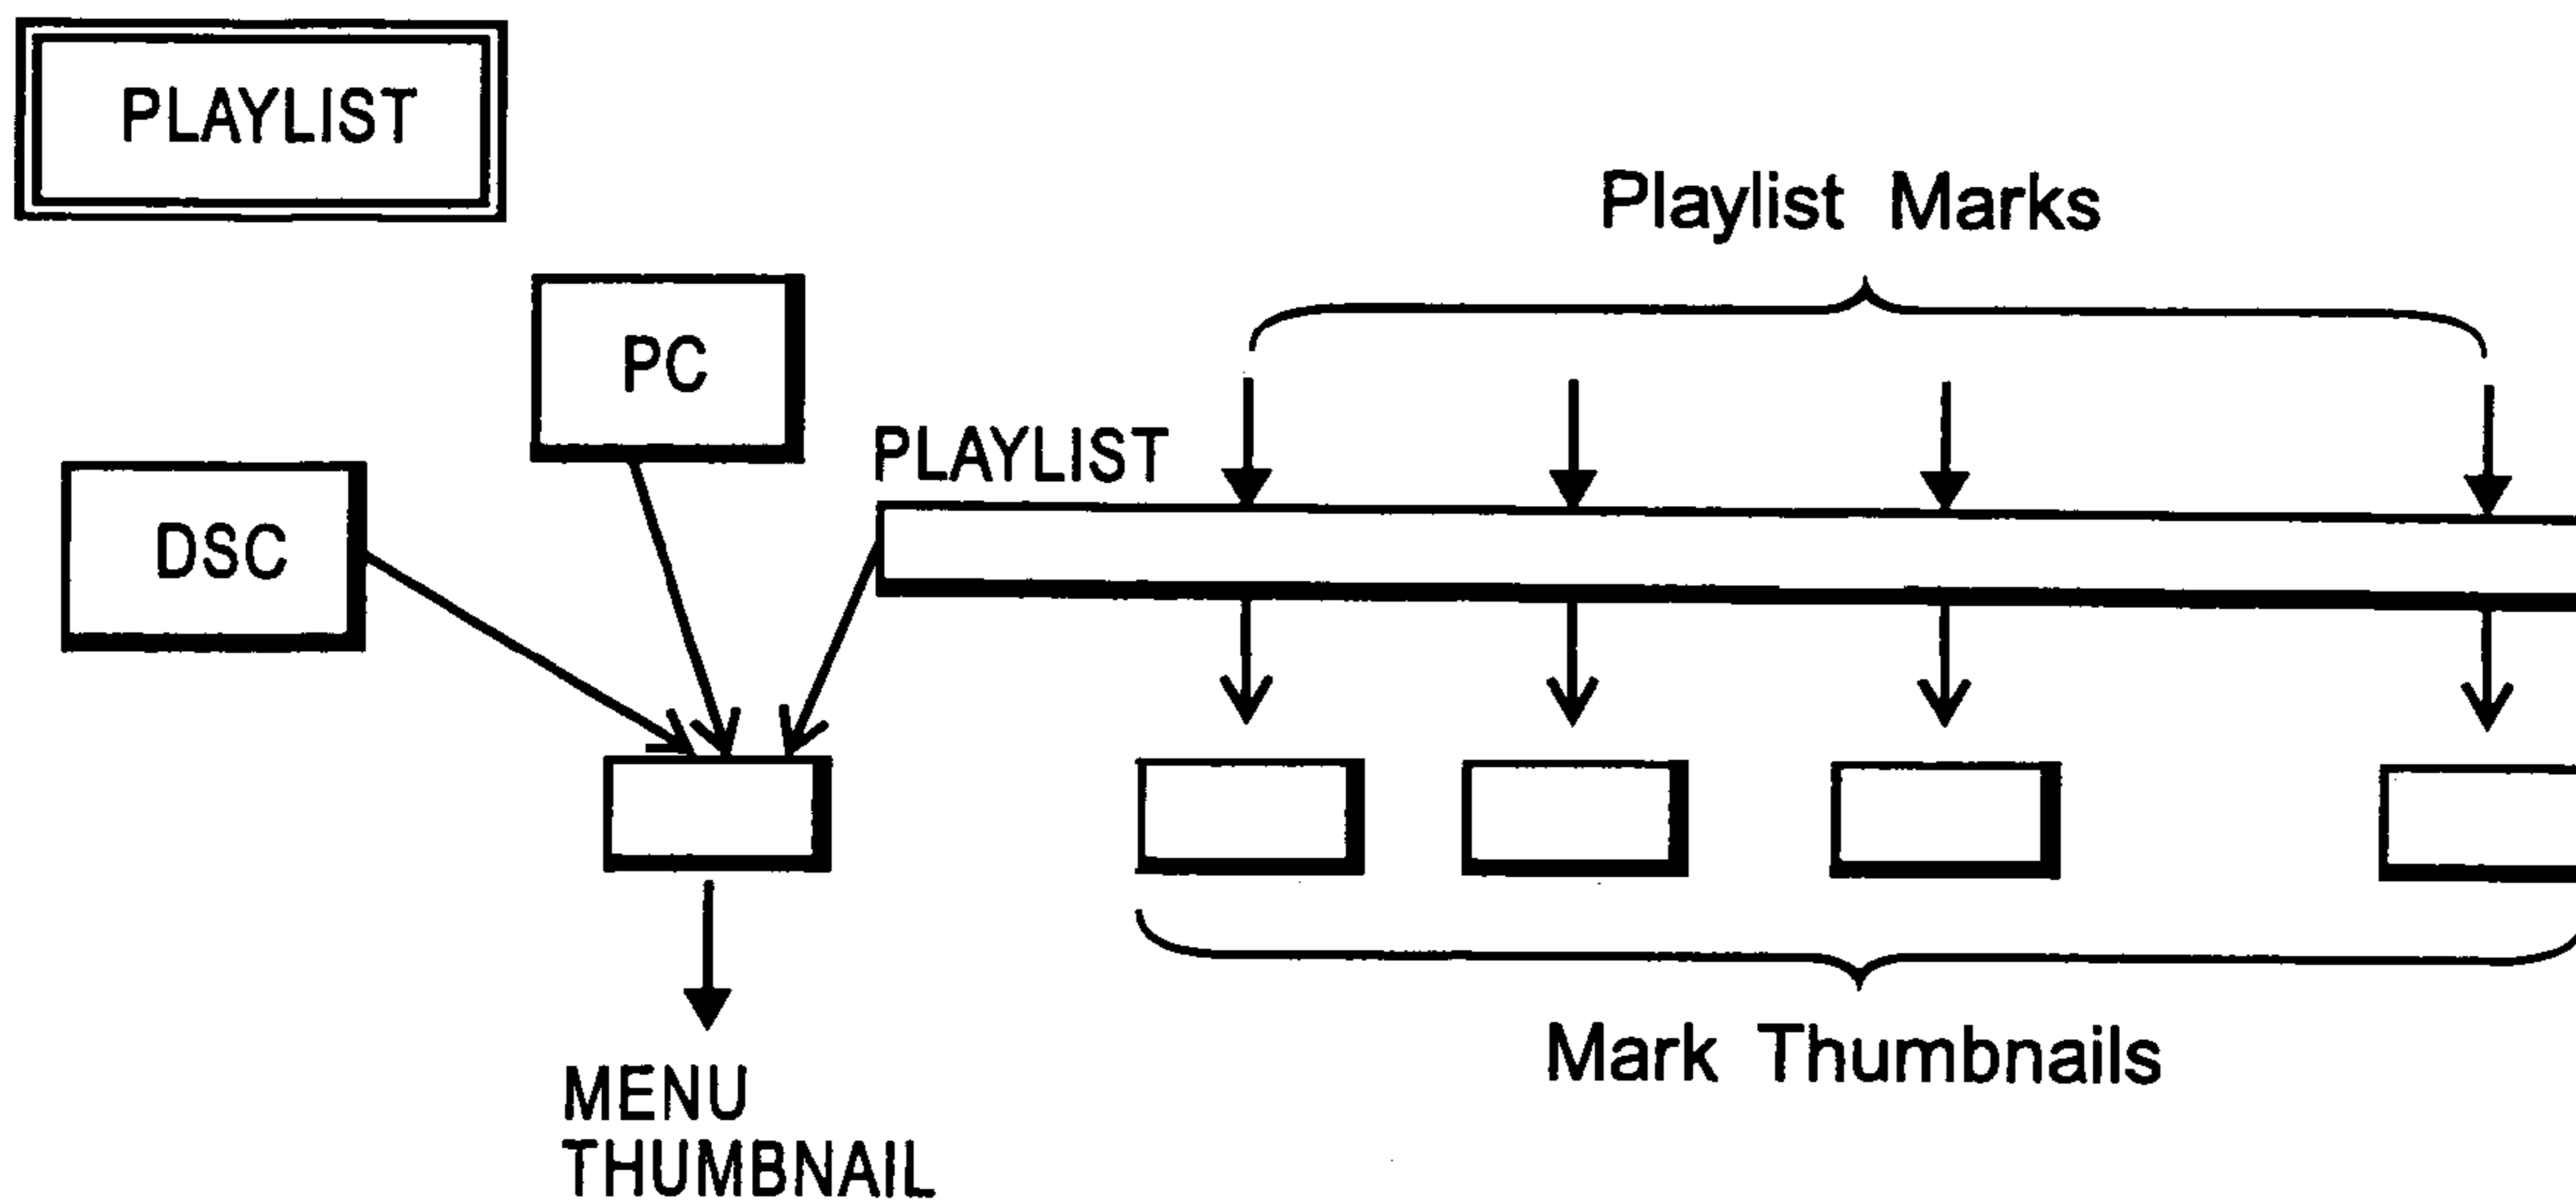 PLAYLIST
Playlist Marks
PC
PLAYLIST
DSC
MENU
THUMBNAIL
Mark Thumbnails